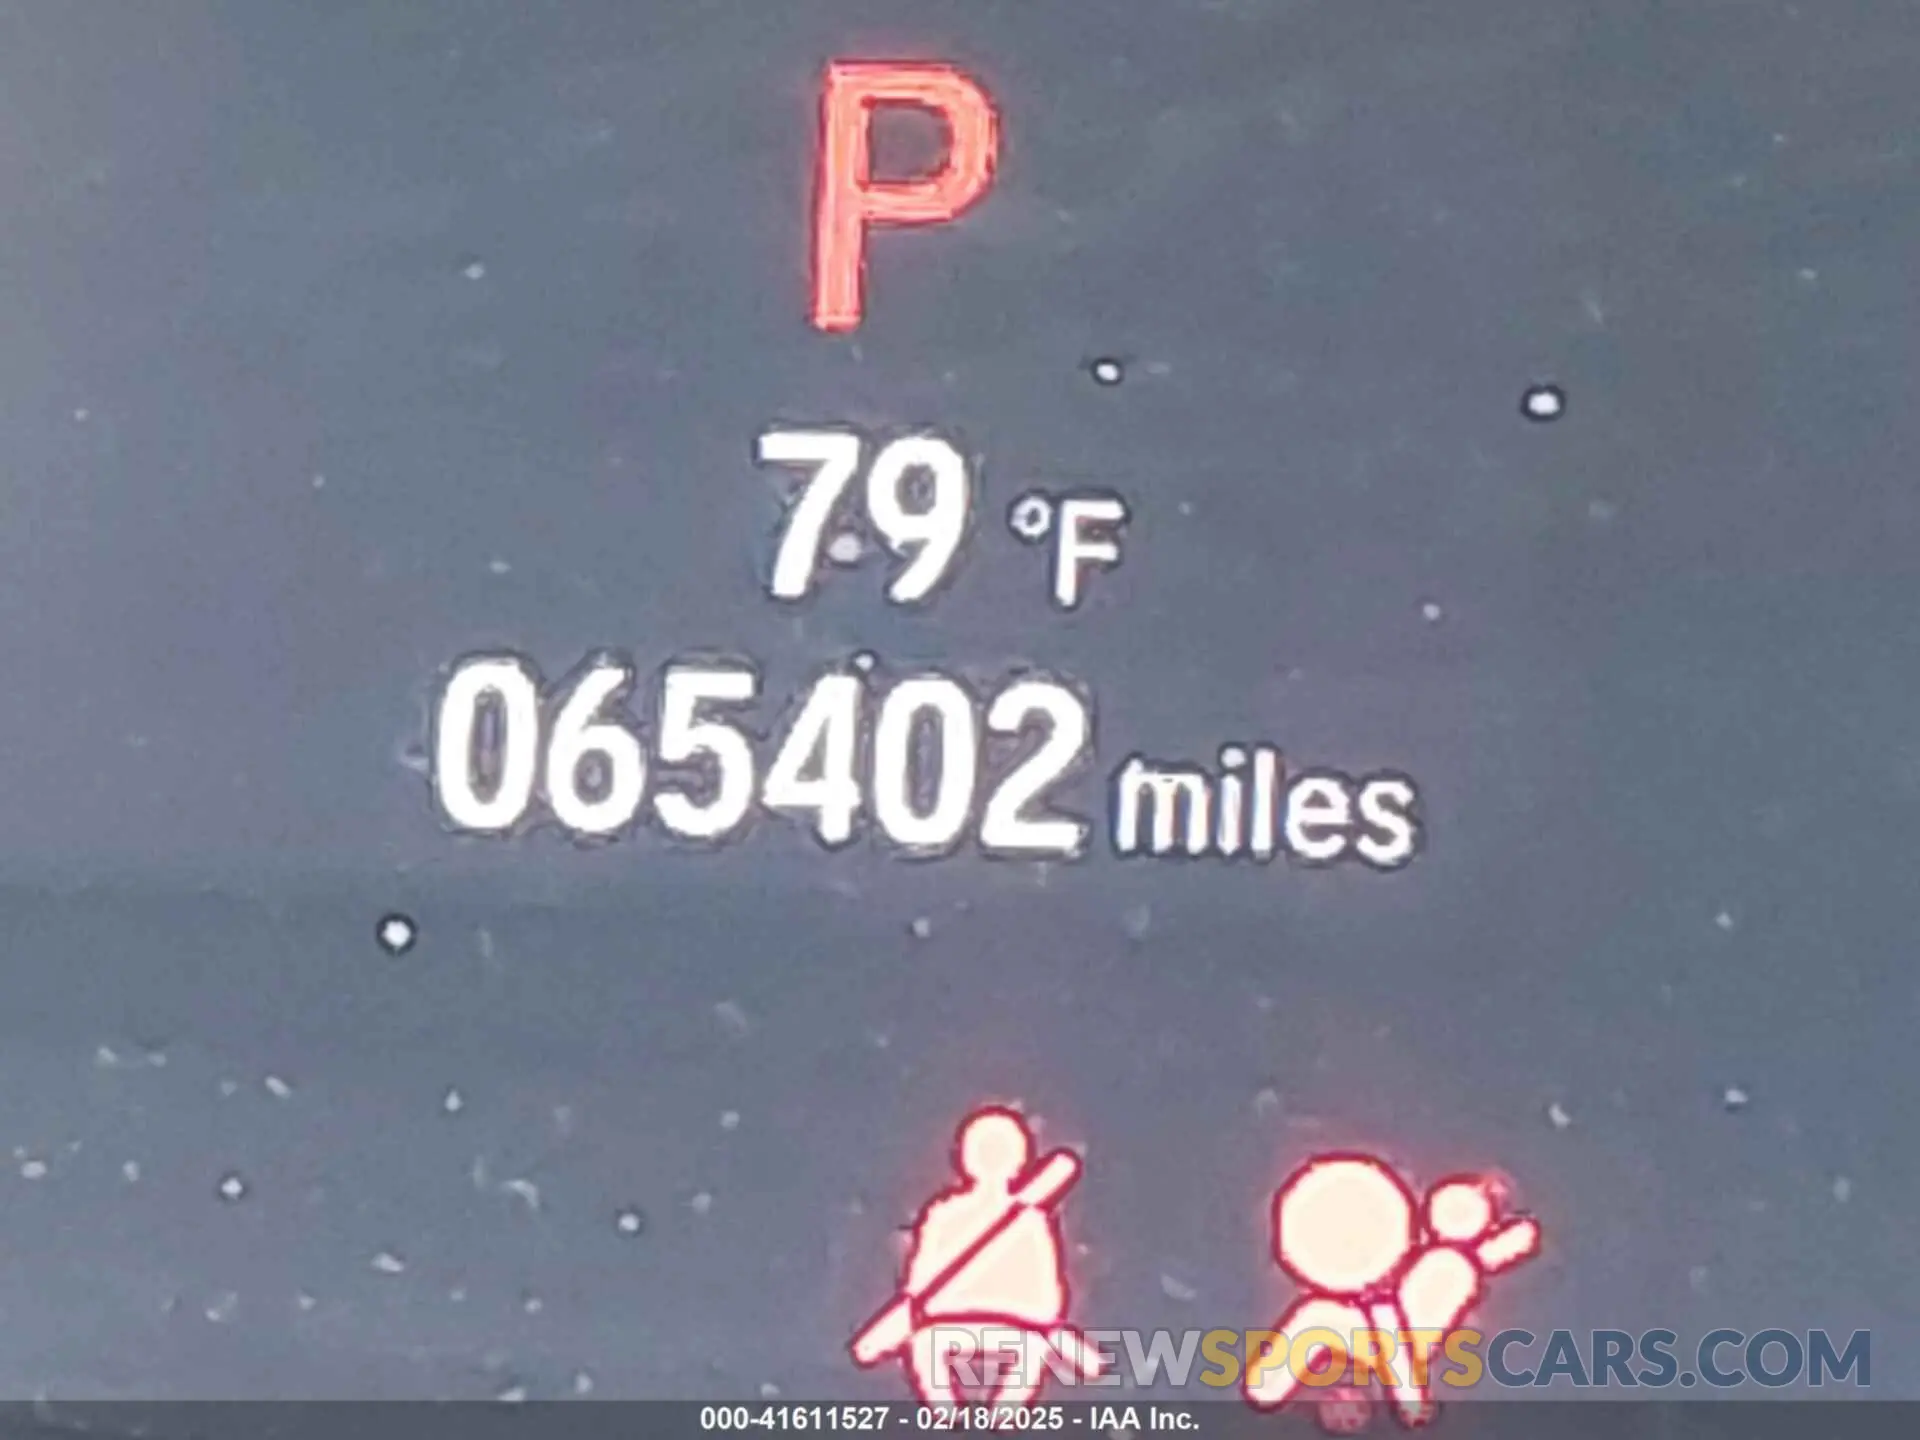 P
79 °F
065402 miles
RENEWSPORTSCARS.COM
000-41611527 - 02/18/2025 - IAA Inc.